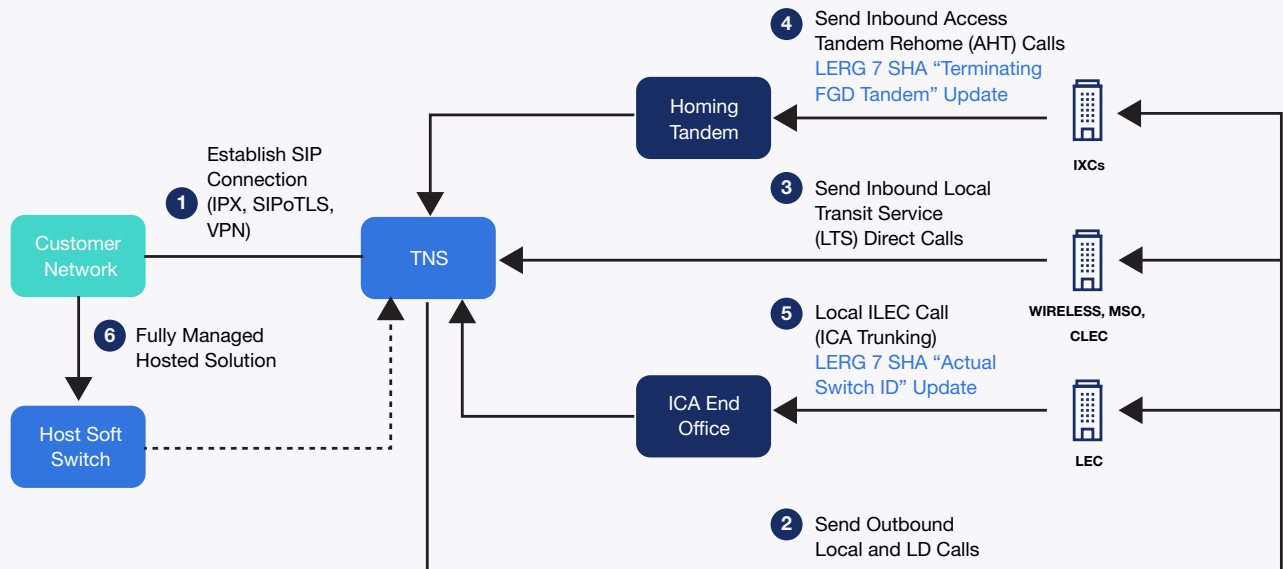 4
Send Inbound Access
Tandem Rehome (AHT) Calls
LERG 7 SHA “Terminating
FGD Tandem” Update
Homing
Tandem
IXCs
Establish SIP
Connection
1
(IPX, SIPoTLS,
VPN)
3
Send Inbound Local
Transit Service
(LTS) Direct Calls
Customer
Network
TNS
WIRELESS, MSO,
CLEC
6
Fully Managed
Hosted Solution
5
Local ILEC Call
(ICA Trunking)
LERG 7 SHA “Actual
Switch ID” Update
ICA End
Office
LEC
Host Soft
Switch
2
Send Outbound
Local and LD Calls